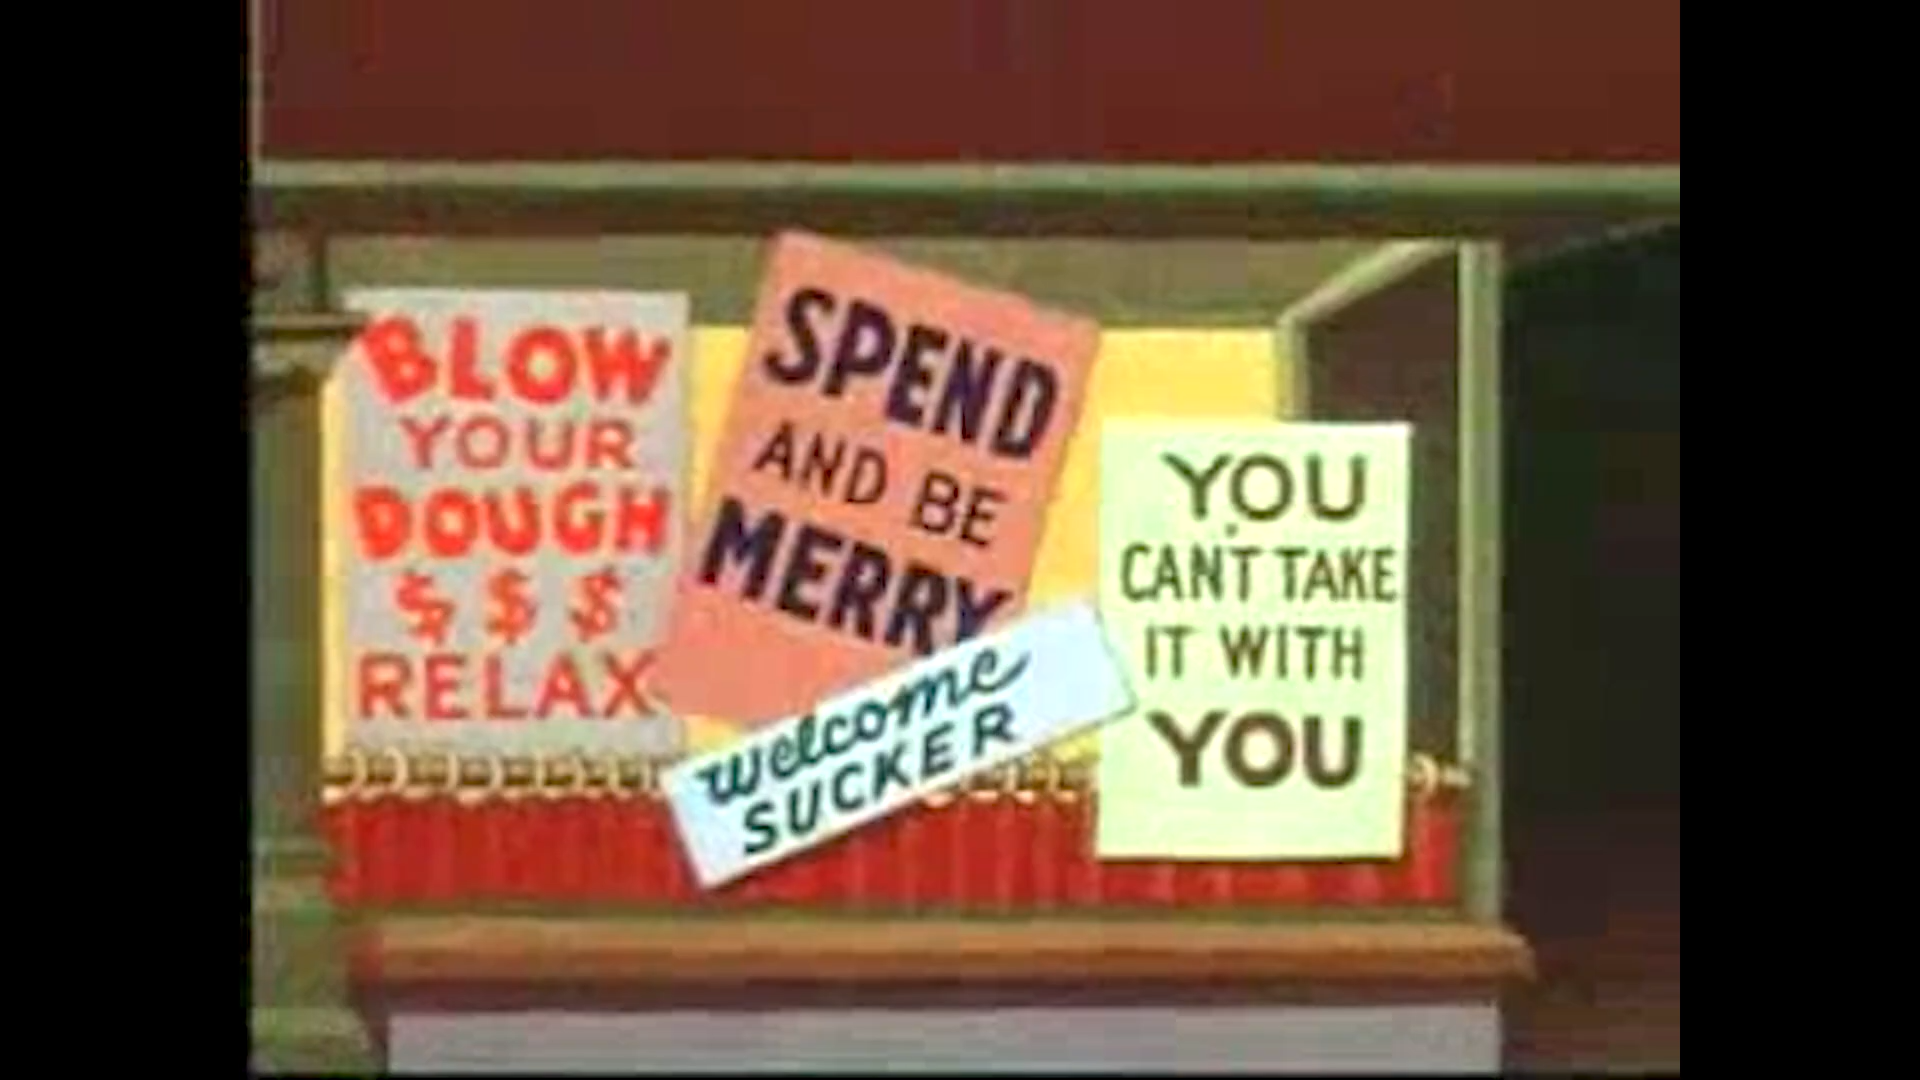 BLOW
YOUR
DOUGH
$ $ $
RELAX
SPEND
AND BE
MERRY
welcome
SUCKER
YOU
CAN'T TAKE
IT WITH
YOU